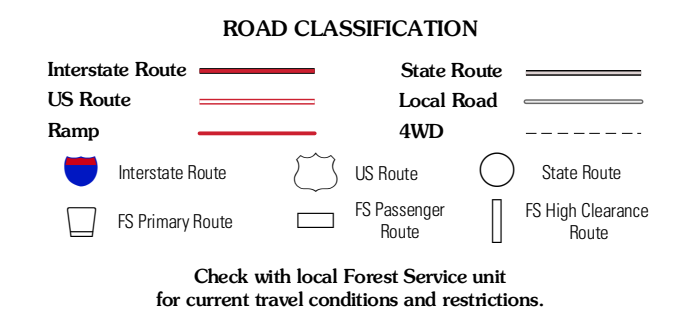 ROAD CLASSIFICATION
Interstate Route
State Route
US Route
Local Road
Ramp
4WD
Interstate Route
US Route
State Route
FS Primary Route
FS Passenger
Route
FS High Clearance
Route
Check with local Forest Service unit
for current travel conditions and restrictions.